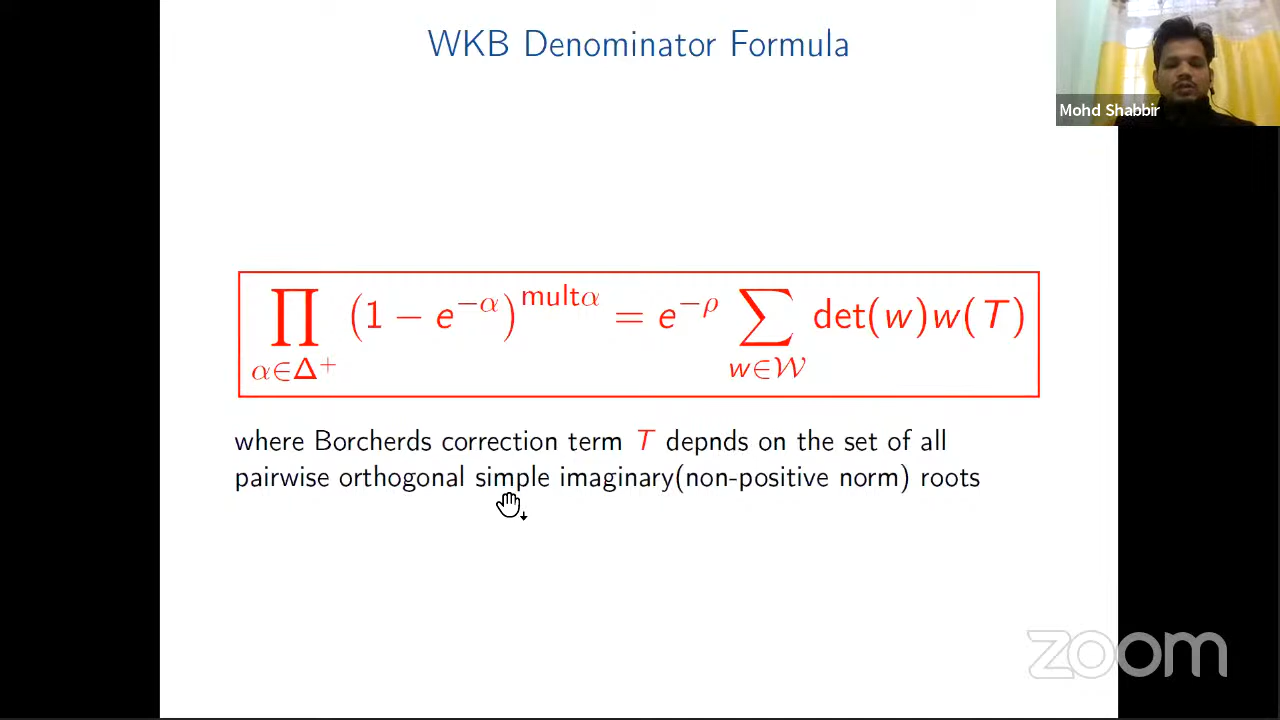 WKB Denominator Formula
Mohd Shabbir
∏_{α∈Δ⁺} (1 − e^{−α})^{multα} = e^{−ρ} ∑_{w∈𝒲} det(w)w(T)
where Borcherds correction term T depnds on the set of all
pairwise orthogonal simple imaginary(non-positive norm) roots
zoom